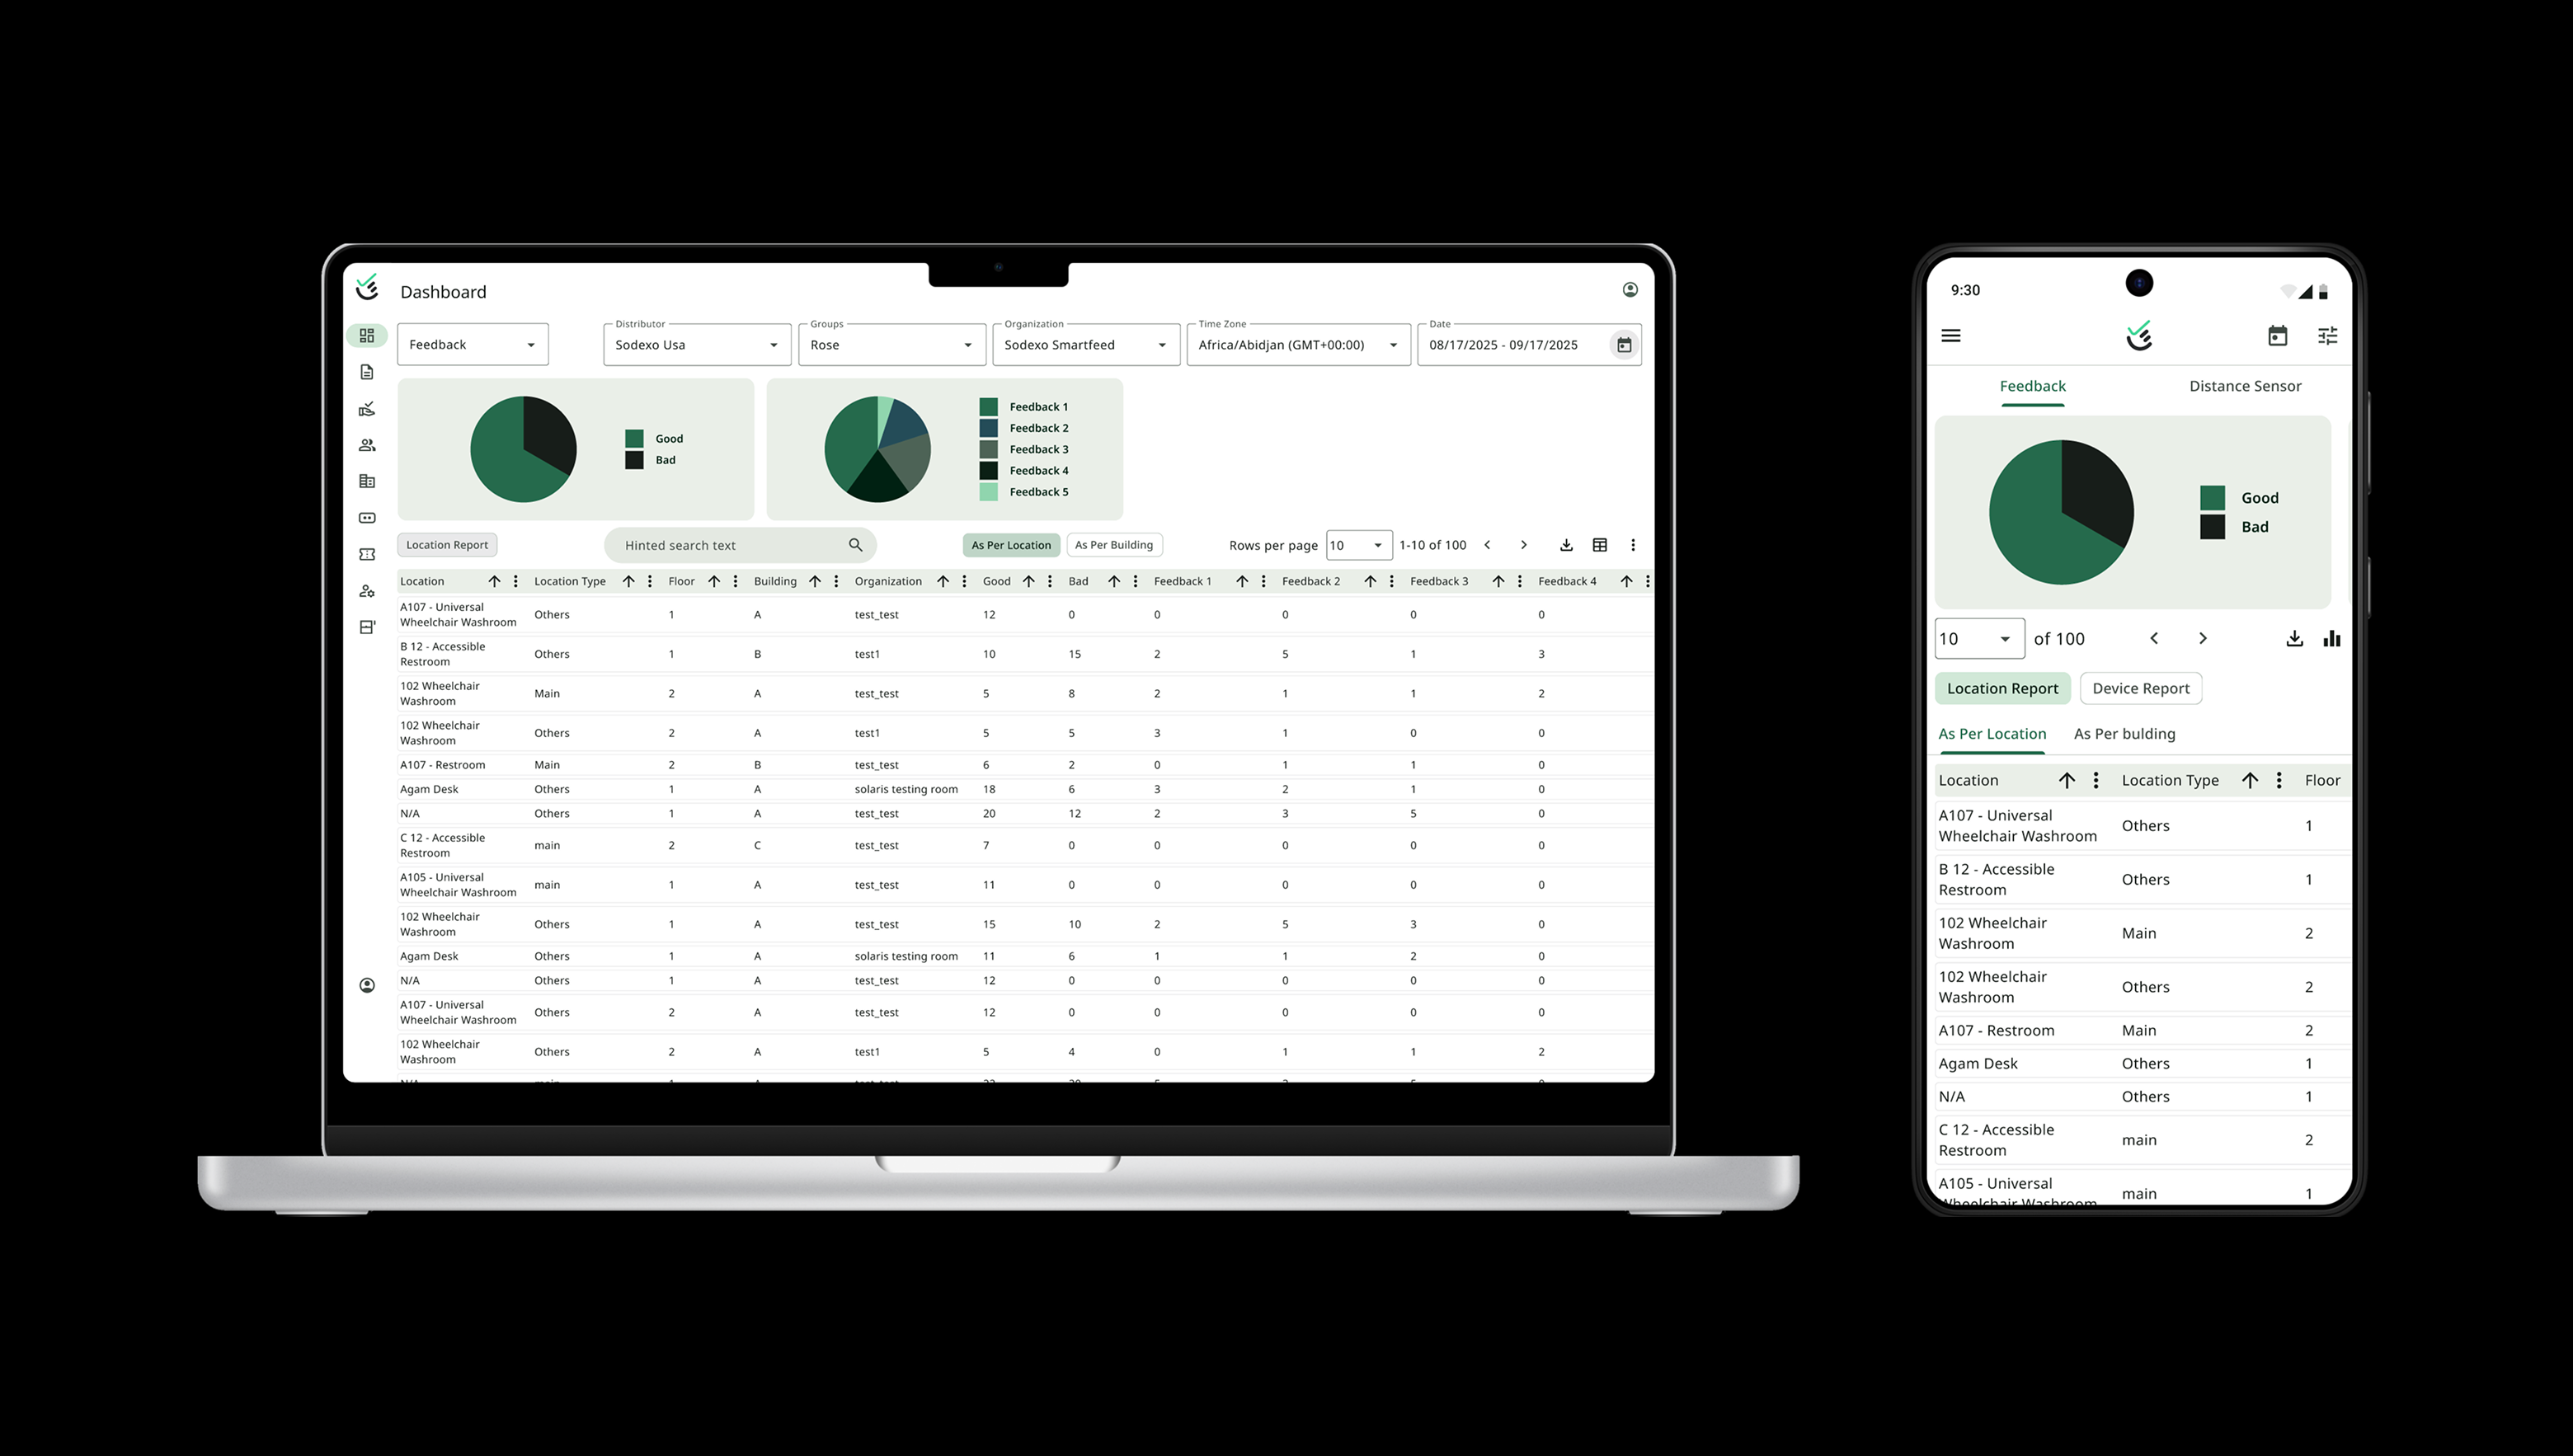 Dashboard
Feedback
Distributor
Sodexo Usa
Groups
Rose
Organization
Sodexo Smartfeed
Time Zone
Africa/Abidjan (GMT+00:00)
Date
08/17/2025 - 09/17/2025
Good
Bad
Feedback 1
Feedback 2
Feedback 3
Feedback 4
Feedback 5
Location Report
Hinted search text
As Per Location
As Per Building
Rows per page 10 1-10 of 100
Location Location Type Floor Building Organization Good Bad Feedback 1 Feedback 2 Feedback 3 Feedback 4
A107 - Universal
Wheelchair Washroom Others 1 A test_test 12 0 0 0 0 0
B 12 - Accessible
Restroom Others 1 B test1 10 15 2 5 1 3
102 Wheelchair
Washroom Main 2 A test_test 5 8 2 1 1 2
102 Wheelchair
Washroom Others 2 A test1 5 5 3 1 0 0
A107 - Restroom Main 2 B test_test 6 2 0 1 1 0
Agam Desk Others 1 A solaris testing room 18 6 3 2 1 0
N/A Others 1 A test_test 20 12 2 3 5 0
C 12 - Accessible
Restroom main 2 C test_test 7 0 0 0 0 0
A105 - Universal
Wheelchair Washroom main 1 A test_test 11 0 0 0 0 0
102 Wheelchair
Washroom Others 1 A test_test 15 10 2 5 3 0
Agam Desk Others 1 A solaris testing room 11 6 1 1 2 0
N/A Others 1 A test_test 12 0 0 0 0 0
A107 - Universal
Wheelchair Washroom Others 2 A test_test 12 0 0 0 0 0
102 Wheelchair
Washroom Others 2 A test1 5 4 0 1 1 2
9:30
Feedback
Distance Sensor
Good
Bad
10 of 100
Location Report
Device Report
As Per Location
As Per bulding
Location Location Type Floor
A107 - Universal
Wheelchair Washroom Others 1
B 12 - Accessible
Restroom Others 1
102 Wheelchair
Washroom Main 2
102 Wheelchair
Washroom Others 2
A107 - Restroom Main 2
Agam Desk Others 1
N/A Others 1
C 12 - Accessible
Restroom main 2
A105 - Universal
Wheelchair Washroom main 1